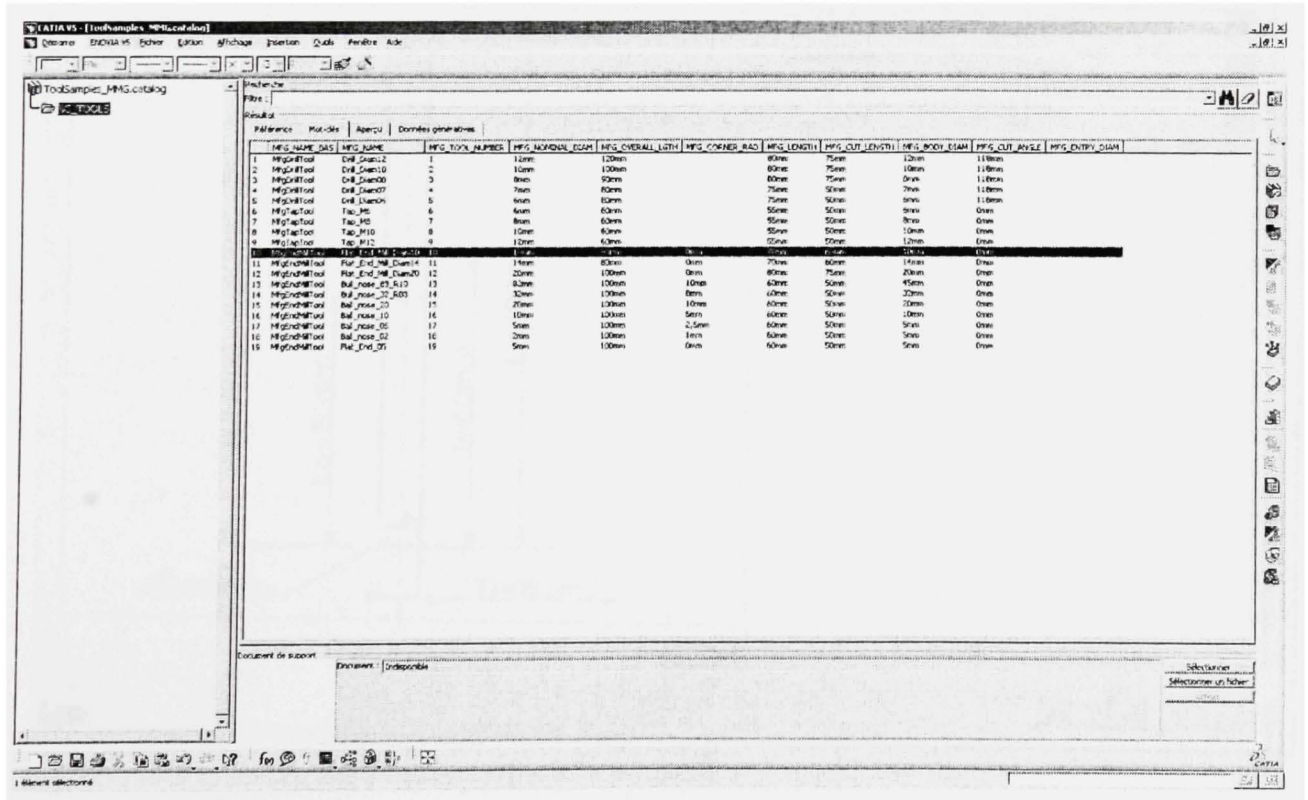 CATIA V5 - [ToolSamples_MMG.catalog]
Démarrer ENOVIA V5 Fichier Edition Affichage Insertion Outils Fenêtre Aide
ToolSamples_MMG.catalog
Recherche
Filtre :
Résultat
Référence Mot-clés Aperçu Données génératives
MFG_NAME_BAS MFG_NAME MFG_TOOL_NUMBER MFG_NOMINAL_DIAM MFG_OVERALL_LGTH MFG_CORNER_RAD MFG_LENGTH MFG_CUT_LENGTH MFG_BODY_DIAM MFG_CUT_ANGLE MFG_ENTRY_DIAM
1 MfgDrillTool Drill_Diam12 1 12mm 120mm 80mm 75mm 12mm 118mm
2 MfgDrillTool Drill_Diam10 2 10mm 100mm 80mm 75mm 10mm 118mm
3 MfgDrillTool Drill_Diam08 3 8mm 90mm 80mm 75mm 8mm 118mm
4 MfgDrillTool Drill_Diam07 4 7mm 80mm 75mm 50mm 7mm 118mm
5 MfgDrillTool Drill_Diam06 5 6mm 80mm 75mm 50mm 6mm 118mm
6 MfgTapTool Tap_M6 6 6mm 60mm 55mm 50mm 6mm 0mm
7 MfgTapTool Tap_M8 7 8mm 60mm 55mm 50mm 8mm 0mm
8 MfgTapTool Tap_M10 8 10mm 60mm 55mm 50mm 10mm 0mm
9 MfgTapTool Tap_M12 9 12mm 60mm 55mm 50mm 12mm 0mm
10 MfgEndMillTool Flat_End_Mill_Diam10 10
11 MfgEndMillTool Flat_End_Mill_Diam14 11 14mm 80mm 0mm 70mm 60mm 14mm 0mm
12 MfgEndMillTool Flat_End_Mill_Diam20 12 20mm 100mm 0mm 80mm 75mm 20mm 0mm
13 MfgEndMillTool 13 100mm 10mm 60mm 50mm 45mm 0mm
14 MfgEndMillTool 14 32mm 100mm 8mm 60mm 50mm 32mm 0mm
15 MfgEndMillTool Ball_nose_20 15 20mm 100mm 10mm 60mm 50mm 20mm 0mm
16 MfgEndMillTool Ball_nose_10 16 10mm 100mm 5mm 60mm 50mm 10mm 0mm
17 MfgEndMillTool Ball_nose_05 17 5mm 100mm 2,5mm 60mm 50mm 5mm 0mm
18 MfgEndMillTool Ball_nose_02 18 2mm 100mm 1mm 60mm 50mm 5mm 0mm
19 MfgEndMillTool Flat_End_05 19 5mm 100mm 0mm 60mm 50mm 5mm 0mm
Document de support
Document : Indisponible
Sélectionner
Sélectionner un fichier
CATIA
1 élément sélectionné